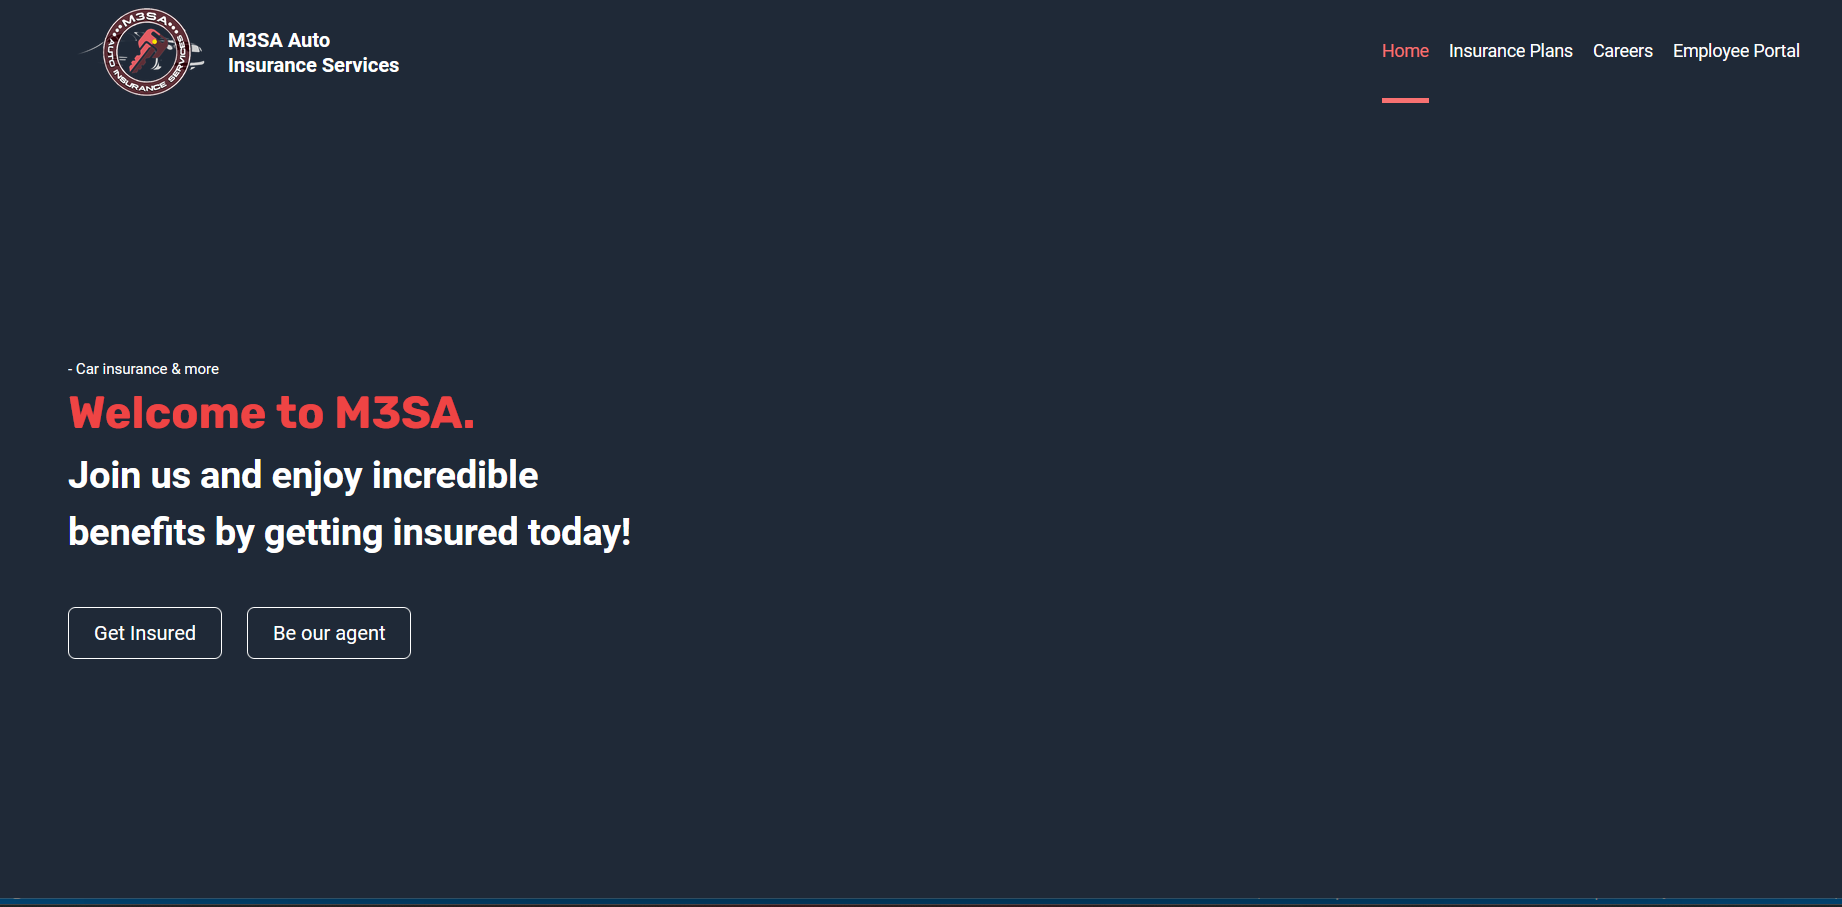 M3SA
AUTO INSURANCE SERVICES
M3SA Auto
Insurance Services
Home
Insurance Plans
Careers
Employee Portal
- Car insurance & more
Welcome to M3SA.
Join us and enjoy incredible
benefits by getting insured today!
Get Insured
Be our agent